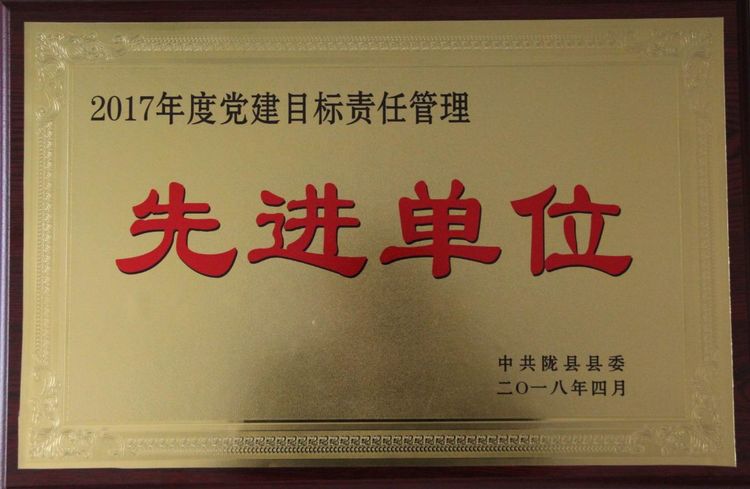 2017年度党建目标责任管理
先进单位
中共陇县县委
二〇一八年四月